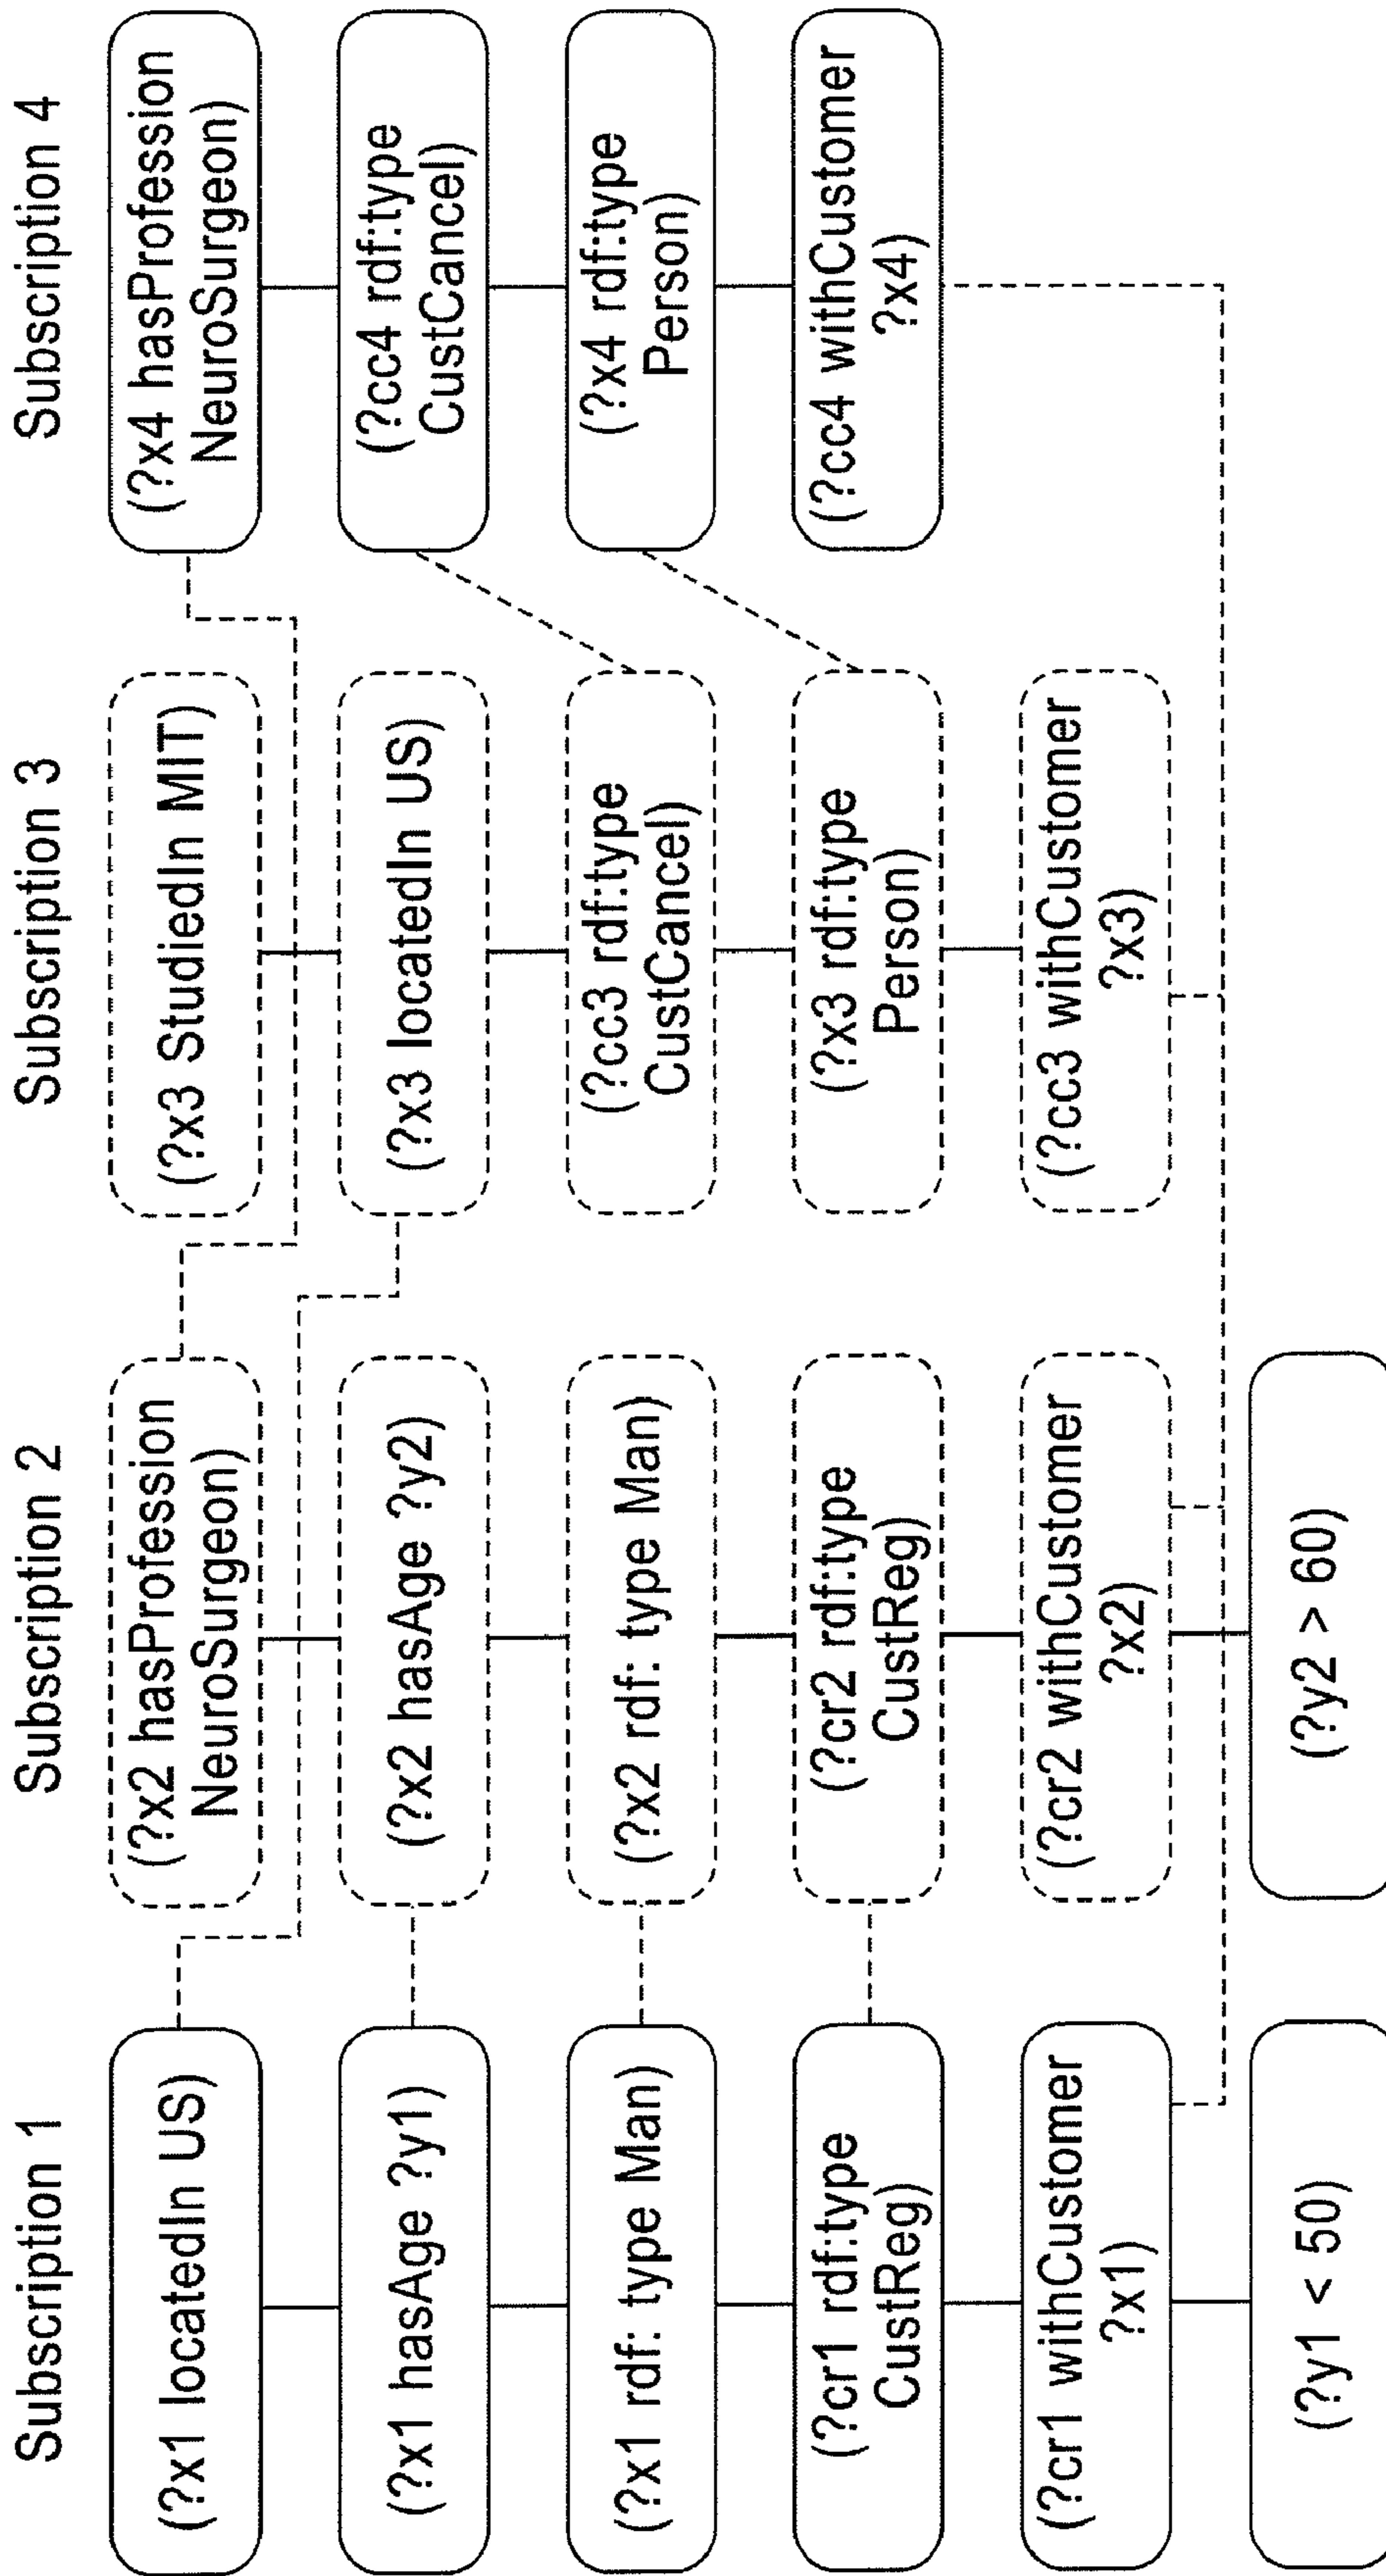 Subscription 1
(?x1 locatedIn US)
(?x1 hasAge ?y1)
(?x1 rdf: type Man)
(?cr1 rdf:type
CustReg)
(?cr1 withCustomer
?x1)
(?y1 < 50)
Subscription 2
(?x2 hasProfession
NeuroSurgeon)
(?x2 hasAge ?y2)
(?x2 rdf: type Man)
(?cr2 rdf:type
CustReg)
(?cr2 withCustomer
?x2)
(?y2 > 60)
Subscription 3
(?x3 StudiedIn MIT)
(?x3 locatedIn US)
(?cc3 rdf:type
CustCancel)
(?x3 rdf:type
Person)
(?cc3 withCustomer
?x3)
Subscription 4
(?x4 hasProfession
NeuroSurgeon)
(?cc4 rdf:type
CustCancel)
(?x4 rdf:type
Person)
(?cc4 withCustomer
?x4)